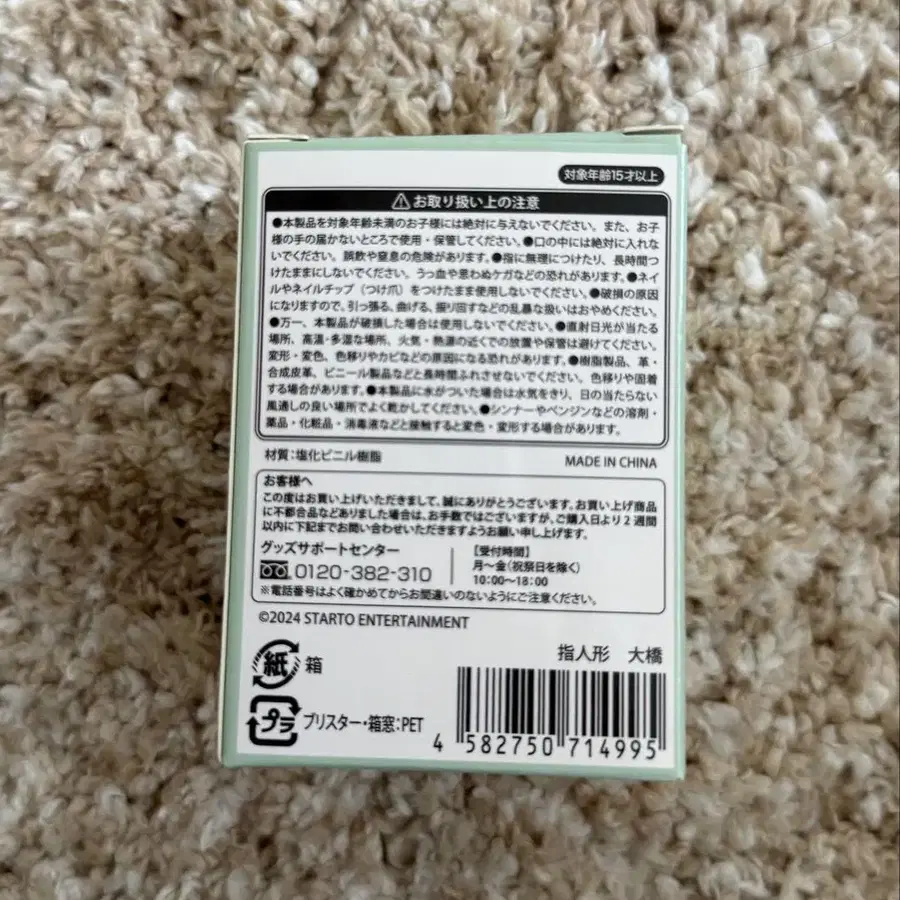 対象年齢15才以上
お取り扱い上の注意
●本製品を対象年齢未満のお子様には絶対に与えないでください。また、お子
様の手の届かないところで使用・保管してください。●口の中には絶対に入れな
いでください。誤飲や窒息の危険があります。●指に無理につけたり、長時間つ
けたままにしないでください。うっ血や思わぬケガなどの恐れがあります。●ネイ
ルやネイルチップ（つけ爪）をつけたまま使用しないでください。●破損の原因
になりますので、引っ張る、曲げる、振り回すなどの乱暴な扱いはおやめください。
●万一、本製品が破損した場合は使用しないでください。●直射日光が当たる
場所、高温・多湿な場所、火気・熱源の近くでの放置や保管は避けてください。
変形・変色、色移りやカビなどの原因になる恐れがあります。●樹脂製品、革・
合成皮革、ビニール製品などと長時間ふれさせないでください。色移りや固着
する場合があります。●本製品に水がついた場合は水気をきり、日の当たらない
風通しの良い場所でよく乾かしてください。●シンナーやベンジンなどの溶剤・
薬品・化粧品・消毒液などと接触すると変色・変形する場合があります。
材質：塩化ビニル樹脂 MADE IN CHINA
お客様へ
この度はお買い上げいただきまして、誠にありがとうございます。お買い上げ商品
に不都合品などありました場合は、お手数ではございますが、ご購入日より2週間
以内に下記までお問い合わせいただきますようお願い申し上げます。
グッズサポートセンター
0120-382-310
【受付時間】
月〜金（祝祭日を除く）
10:00〜18:00
※電話番号はよく確かめてからお間違いのないようにご注意ください。
©2024 STARTO ENTERTAINMENT
指人形 大橋
紙 箱
プラ ブリスター・箱窓：PET
4 582750 714995